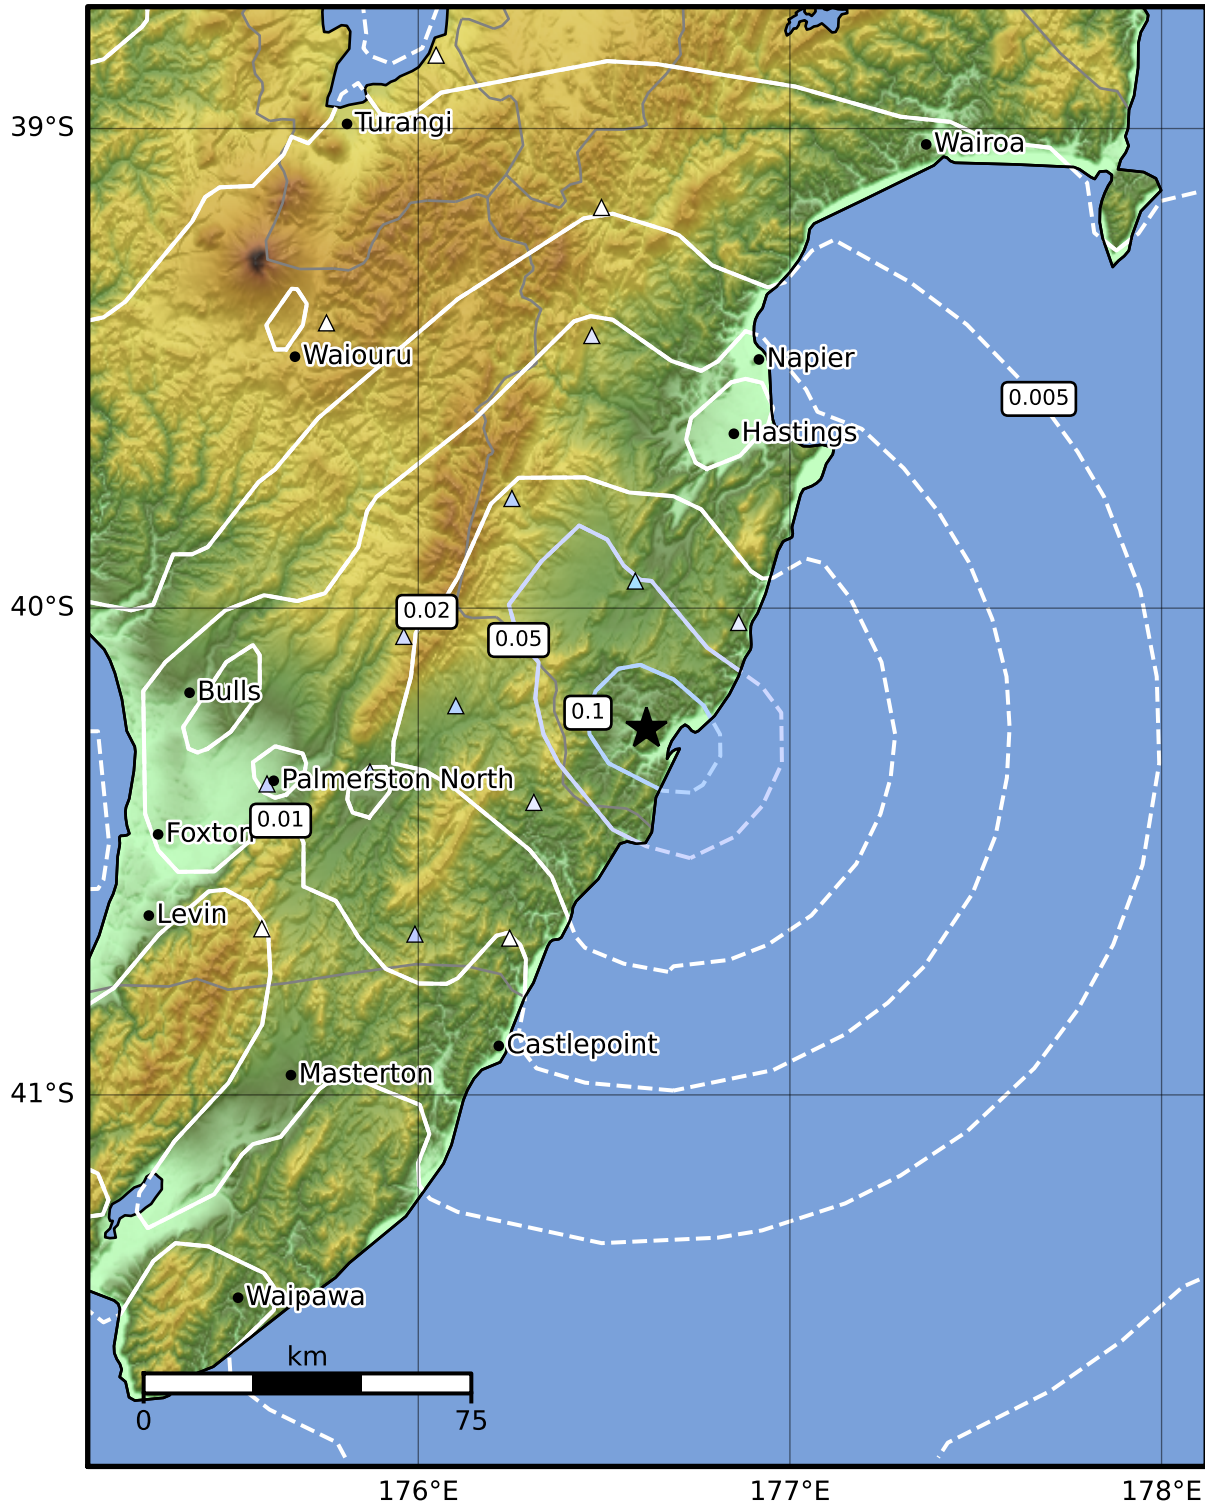 Turangi
39°S
Wairoa
Waiouru
Napier
0.005
Hastings
40°S
0.02
0.05
Bulls
0.1
Palmerston North
0.01
Foxton
Levin
Castlepoint
Masterton
41°S
Waipawa
km
0
75
176°E
177°E
178°E